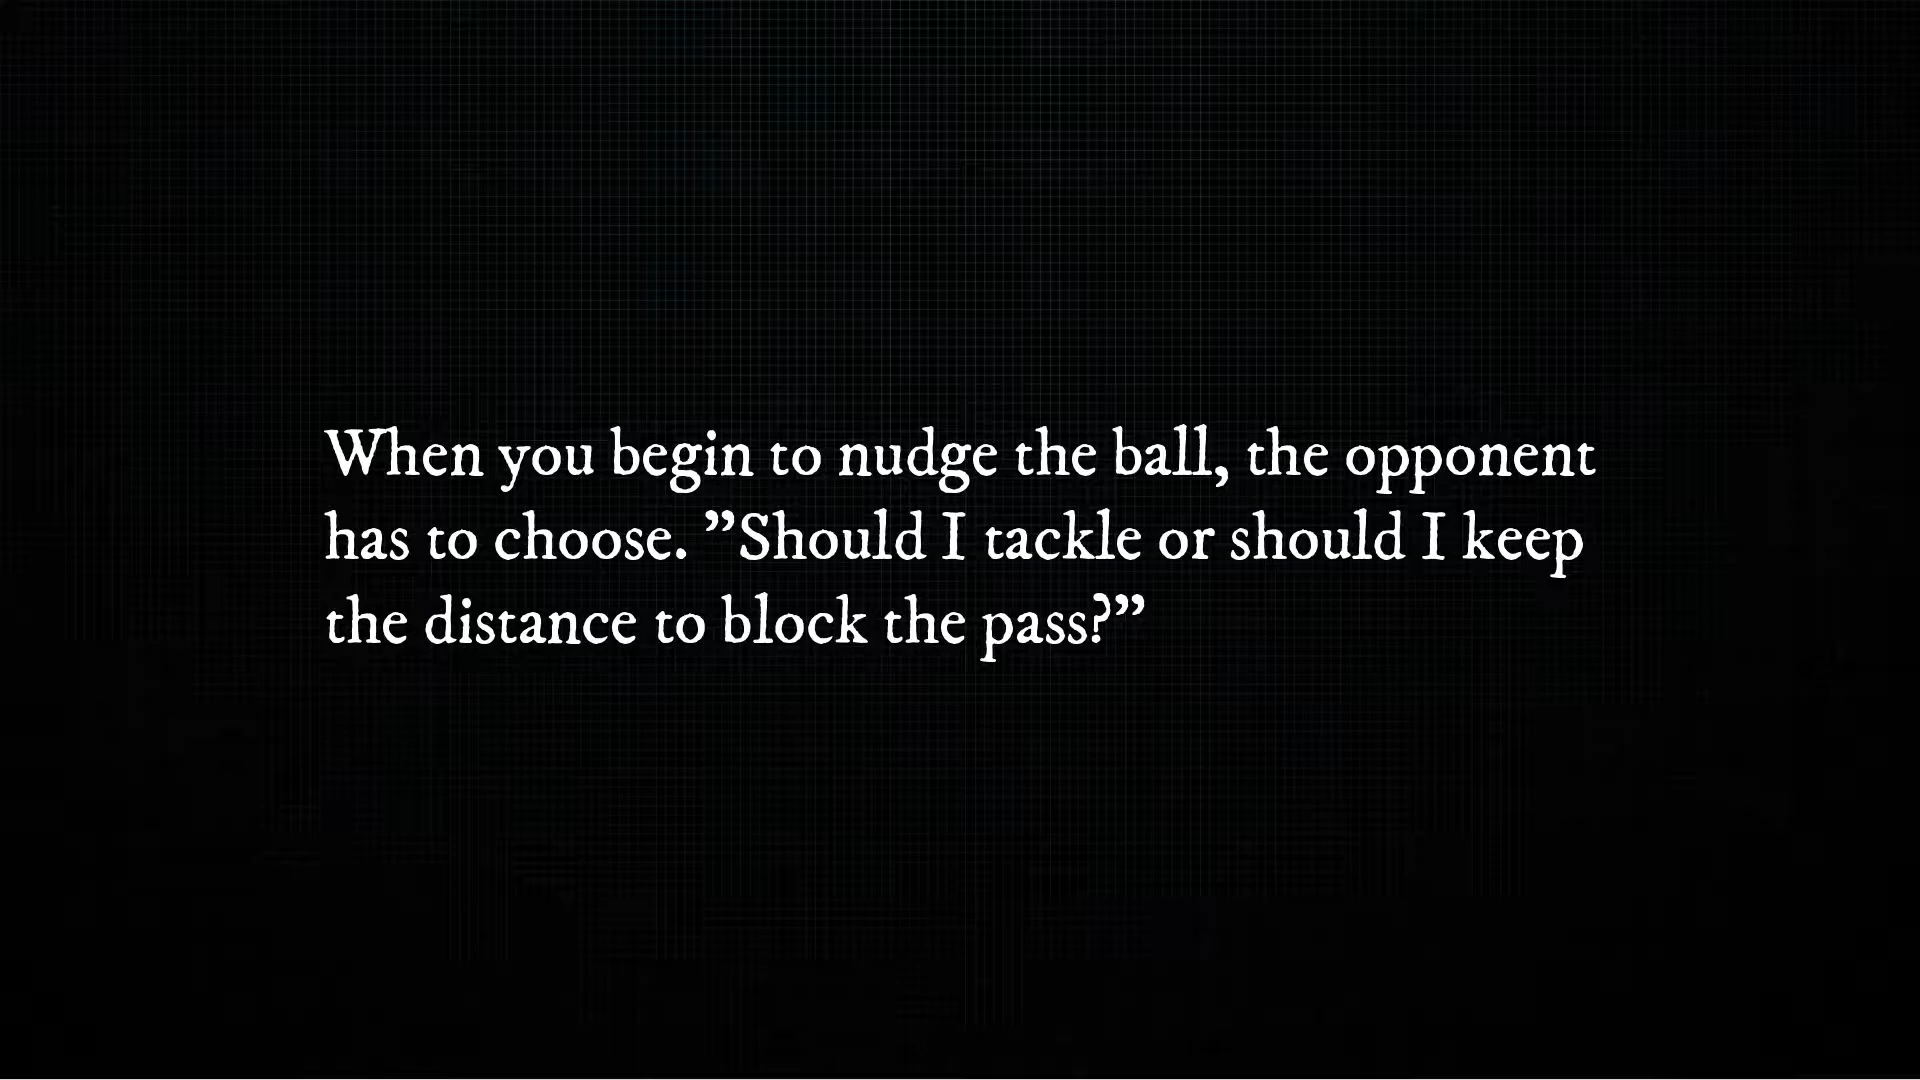 When you begin to nudge the ball, the opponent
has to choose. ”Should I tackle or should I keep
the distance to block the pass?”